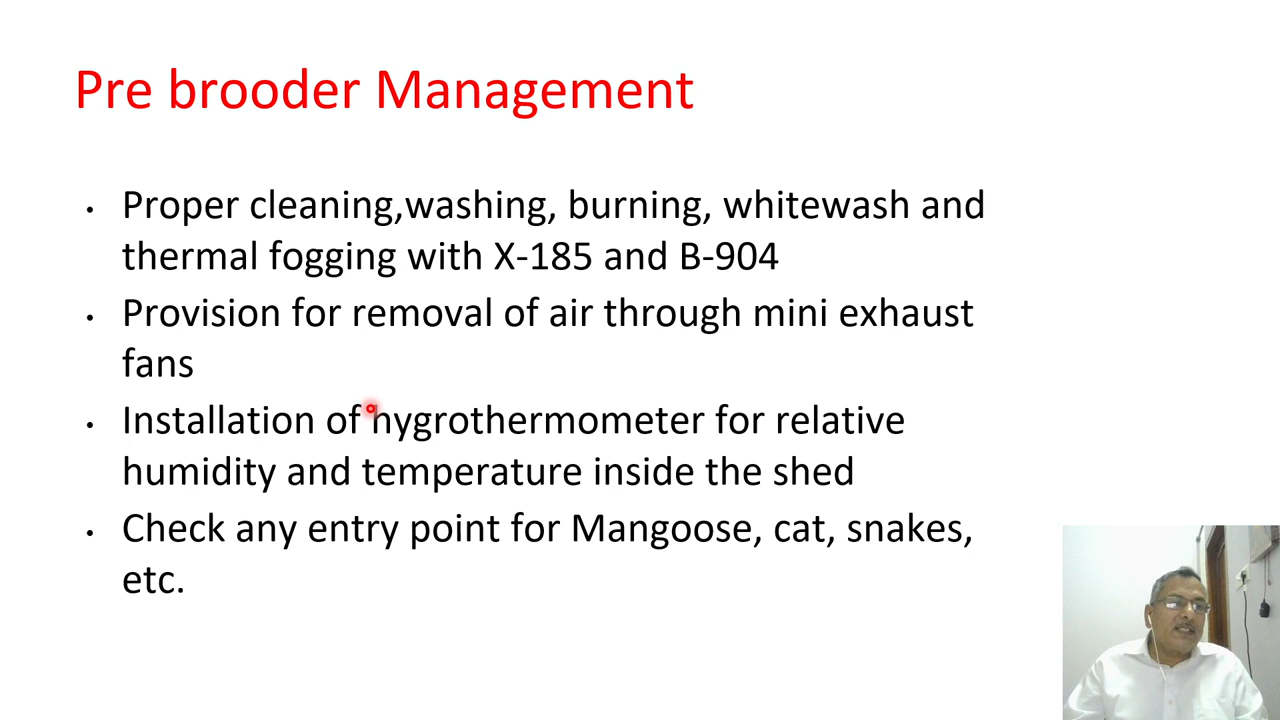 Pre brooder Management
• Proper cleaning,washing, burning, whitewash and
thermal fogging with X-185 and B-904
• Provision for removal of air through mini exhaust
fans
• Installation of hygrothermometer for relative
humidity and temperature inside the shed
• Check any entry point for Mangoose, cat, snakes,
etc.